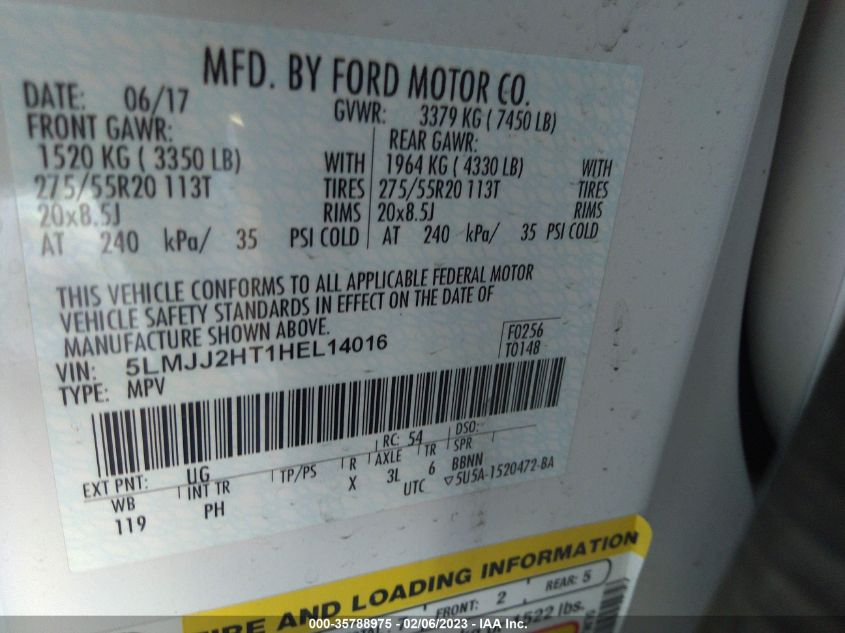 MFD. BY FORD MOTOR CO.
DATE: 06/17
GVWR: 3379 KG ( 7450 LB)
FRONT GAWR:
REAR GAWR:
1520 KG ( 3350 LB) WITH
1964 KG ( 4330 LB) WITH
275/55R20 113T TIRES
275/55R20 113T TIRES
20x8.5J RIMS
20x8.5J RIMS
AT 240 kPa/ 35 PSI COLD
AT 240 kPa/ 35 PSI COLD
THIS VEHICLE CONFORMS TO ALL APPLICABLE FEDERAL MOTOR
VEHICLE SAFETY STANDARDS IN EFFECT ON THE DATE OF
MANUFACTURE SHOWN ABOVE.
VIN: 5LMJJ2HT1HEL14016
TYPE: MPV
F0256
T0148
EXT PNT: UG RC: 54 DSO:
WB INT TR TP/PS R AXLE TR SPR
119 PH X 3L 6 BBNN
UTC ▽5U5A-1520472-BA
TIRE AND LOADING INFORMATION
FRONT: 2 REAR: 5
1522 lbs.
000-35788975 - 02/06/2023 - IAA Inc.